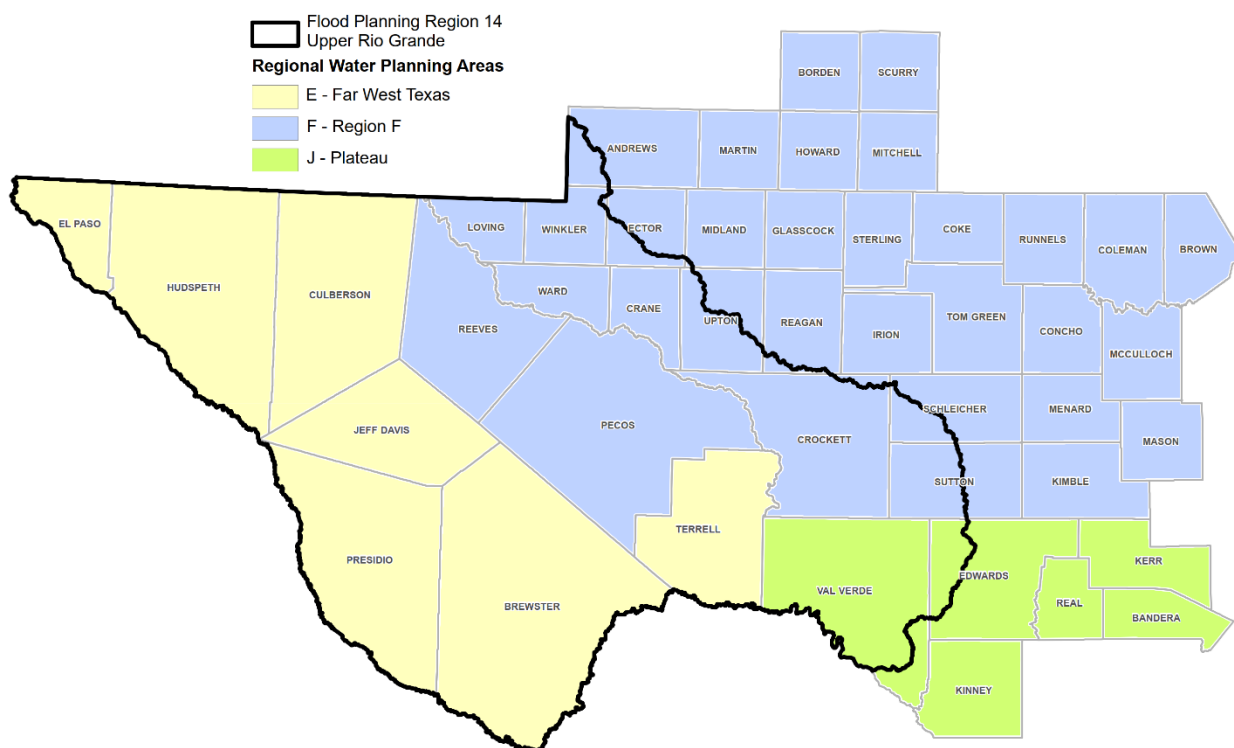 Flood Planning Region 14
Upper Rio Grande
Regional Water Planning Areas
E - Far West Texas
F - Region F
J - Plateau
BORDEN
SCURRY
ANDREWS
MARTIN
HOWARD
MITCHELL
EL PASO
HUDSPETH
CULBERSON
LOVING
WINKLER
ECTOR
MIDLAND
GLASSCOCK
STERLING
COKE
RUNNELS
COLEMAN
BROWN
REEVES
WARD
CRANE
UPTON
REAGAN
IRION
TOM GREEN
CONCHO
MCCULLOCH
JEFF DAVIS
PECOS
CROCKETT
SCHLEICHER
MENARD
MASON
SUTTON
KIMBLE
PRESIDIO
BREWSTER
TERRELL
VAL VERDE
EDWARDS
REAL
KERR
BANDERA
KINNEY